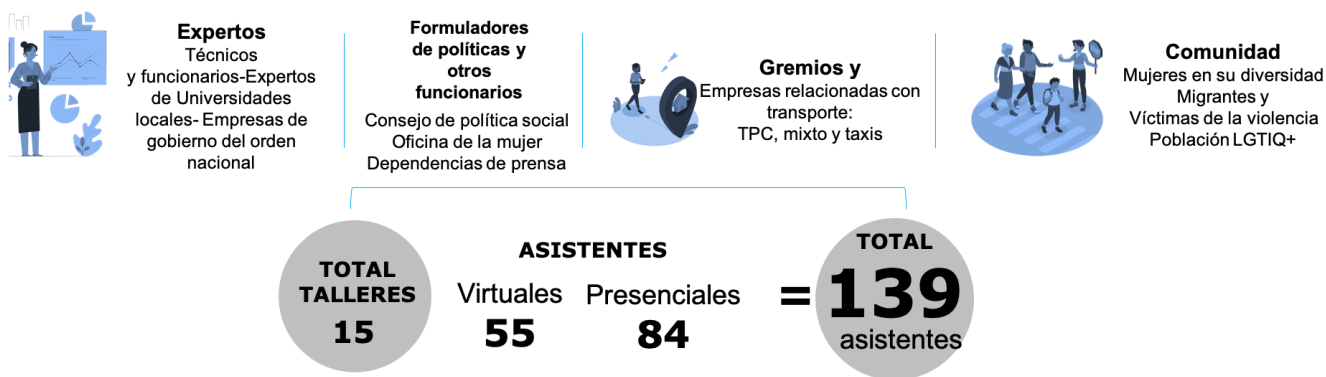 Expertos
Técnicos
y funcionarios-Expertos
de Universidades
locales- Empresas de
gobierno del orden
nacional
Formuladores
de políticas y
otros
funcionarios
Consejo de política social
Oficina de la mujer
Dependencias de prensa
Gremios y
Empresas relacionadas con
transporte:
TPC, mixto y taxis
Comunidad
Mujeres en su diversidad
Migrantes y
Víctimas de la violencia
Población LGTIQ+
TOTAL
TALLERES
15
ASISTENTES
Virtuales
55
Presenciales
84
=
TOTAL
139
asistentes